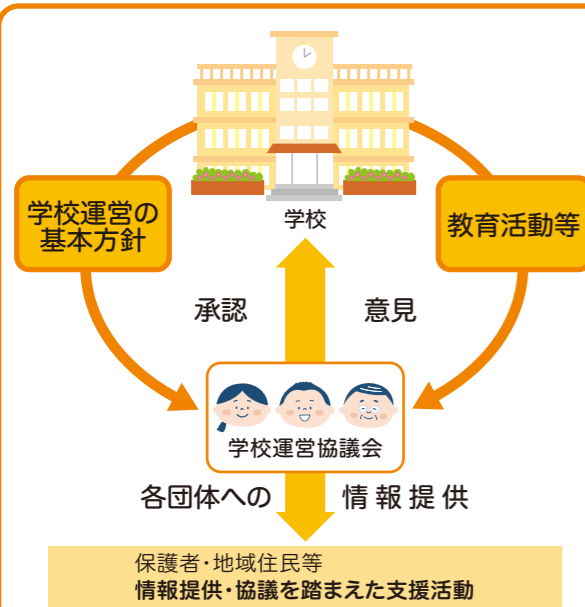 学校
学校運営の
基本方針
教育活動等
承認
意見
学校運営協議会
各団体への
情報提供
保護者・地域住民等
情報提供・協議を踏まえた支援活動